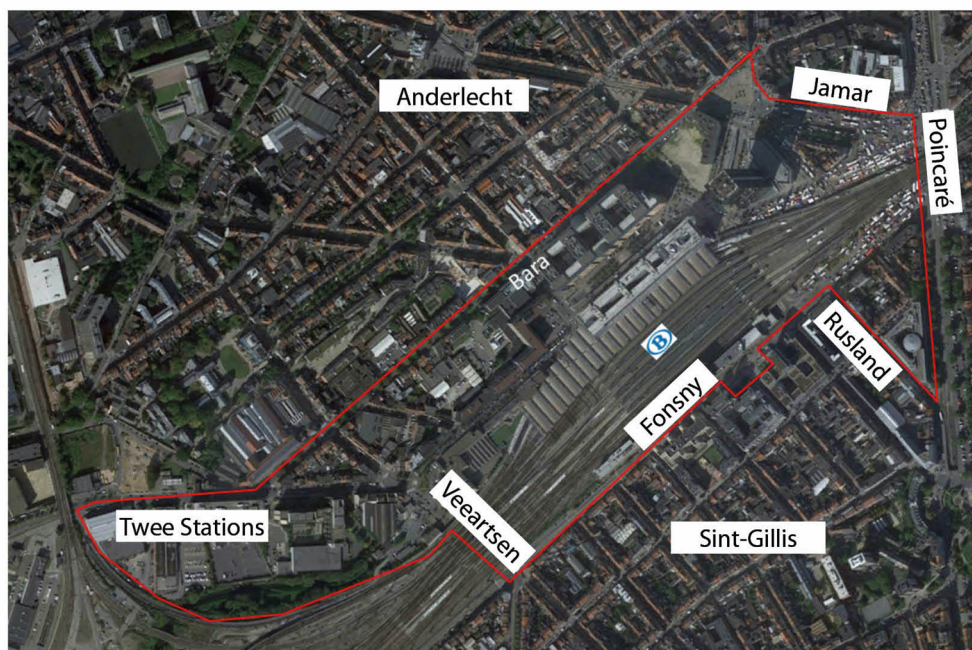 Anderlecht
Jamar
Poincaré
Bara
B
Rusland
Fonsny
Veeartsen
Twee Stations
Sint-Gillis